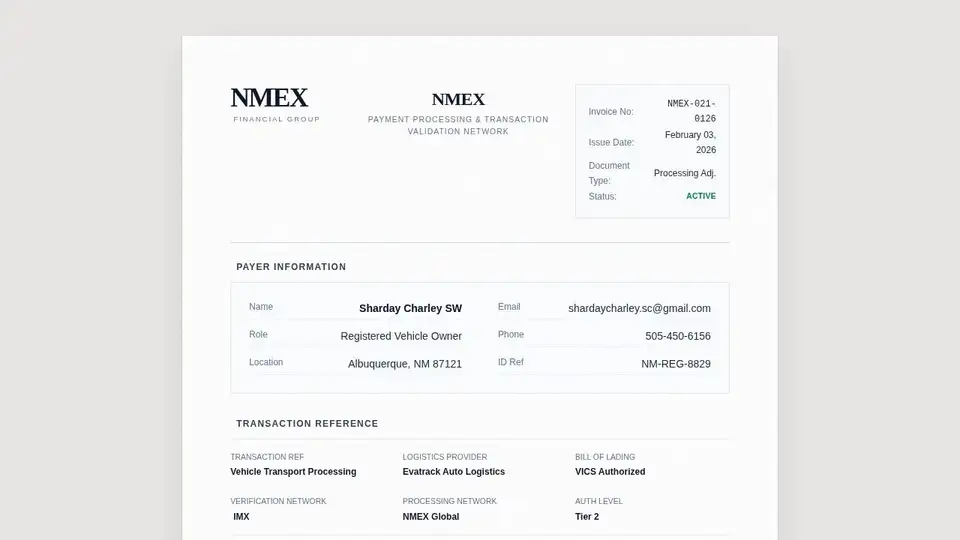 NMEX
FINANCIAL GROUP
NMEX
PAYMENT PROCESSING & TRANSACTION
VALIDATION NETWORK
Invoice No: NMEX-021-
0126
Issue Date: February 03,
2026
Document
Type: Processing Adj.
Status: ACTIVE
PAYER INFORMATION
Name Sharday Charley SW
Email shardaycharley.sc@gmail.com
Role Registered Vehicle Owner
Phone 505-450-6156
Location Albuquerque, NM 87121
ID Ref NM-REG-8829
TRANSACTION REFERENCE
TRANSACTION REF
Vehicle Transport Processing
LOGISTICS PROVIDER
Evatrack Auto Logistics
BILL OF LADING
VICS Authorized
VERIFICATION NETWORK
IMX
PROCESSING NETWORK
NMEX Global
AUTH LEVEL
Tier 2